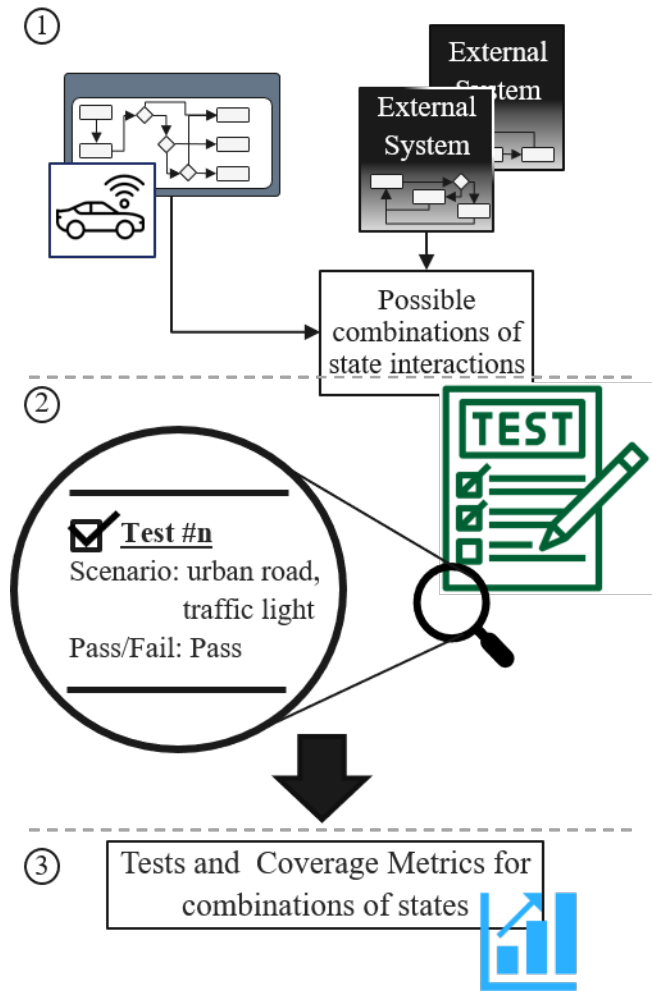 1
External
System
External
System
Possible
combinations of
state interactions
2
TEST
Test #n
Scenario: urban road,
traffic light
Pass/Fail: Pass
3
Tests and Coverage Metrics for
combinations of states